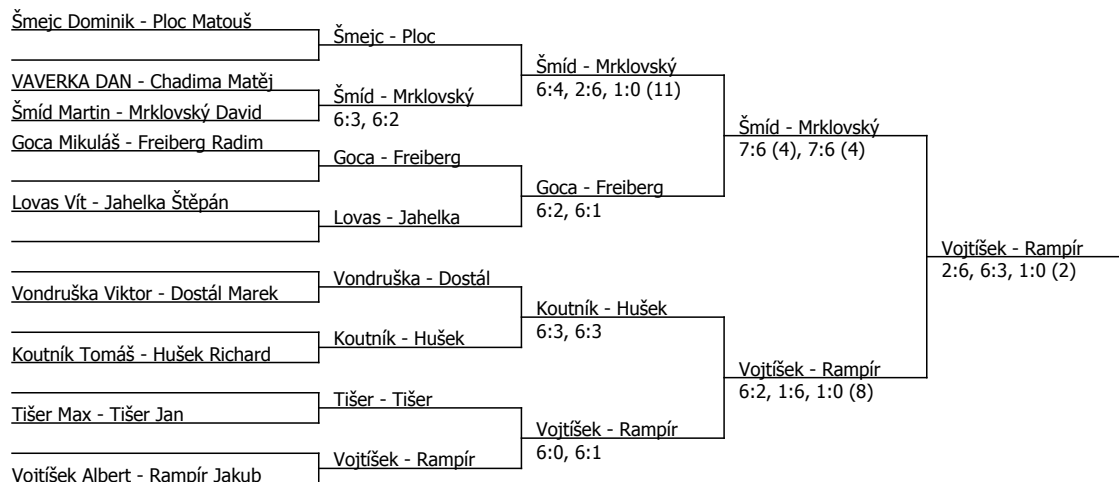 Šmejc Dominik - Ploc Matouš
VAVERKA DAN - Chadima Matěj
Šmíd Martin - Mrklovský David
Goca Mikuláš - Freiberg Radim
Lovas Vít - Jahelka Štěpán
Vondruška Viktor - Dostál Marek
Koutník Tomáš - Hušek Richard
Tišer Max - Tišer Jan
Vojtíšek Albert - Rampír Jakub
Šmejc - Ploc
Šmíd - Mrklovský
6:3, 6:2
Goca - Freiberg
Lovas - Jahelka
Vondruška - Dostál
Koutník - Hušek
Tišer - Tišer
Vojtíšek - Rampír
Šmíd - Mrklovský
6:4, 2:6, 1:0 (11)
Goca - Freiberg
6:2, 6:1
Koutník - Hušek
6:3, 6:3
Vojtíšek - Rampír
6:0, 6:1
Šmíd - Mrklovský
7:6 (4), 7:6 (4)
Vojtíšek - Rampír
6:2, 1:6, 1:0 (8)
Vojtíšek - Rampír
2:6, 6:3, 1:0 (2)